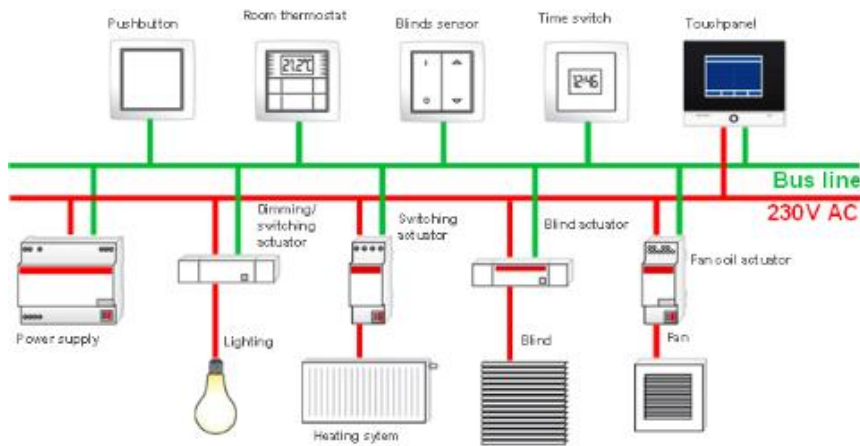 Pushbutton
Room thermostat
Blinds sensor
Time switch
Toushpanel
21.2°C
I
O
12:46
Bus line
230V AC
Dimming/
switching
actuator
Switching
actuator
Blind actuator
Fan coil actuator
Power supply
Lighting
Heating sytem
Blind
Fan